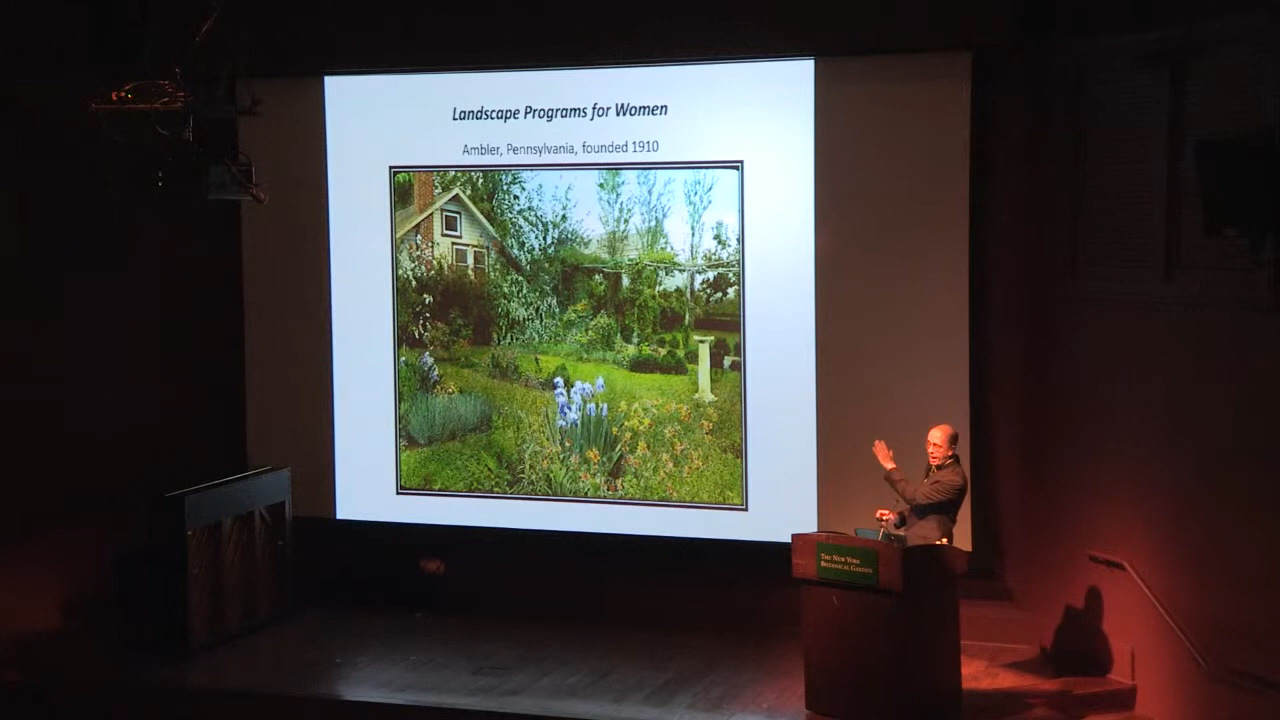 Landscape Programs for Women
Ambler, Pennsylvania, founded 1910
THE NEW YORK
BOTANICAL GARDEN